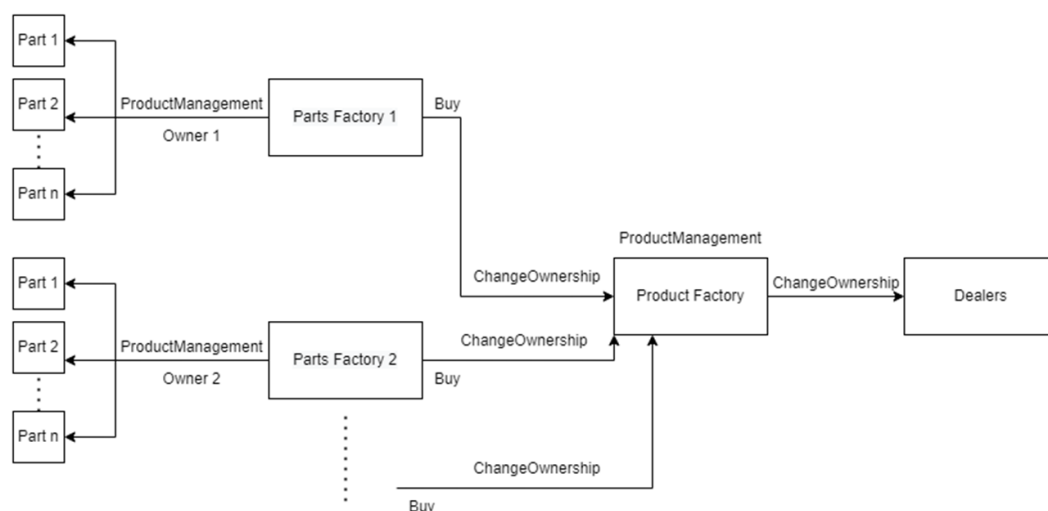 Part 1
Part 2
Part n
ProductManagement
Owner 1
Parts Factory 1
Buy
ChangeOwnership
ProductManagement
Product Factory
ChangeOwnership
Dealers
Part 1
Part 2
Part n
ProductManagement
Owner 2
Parts Factory 2
ChangeOwnership
Buy
ChangeOwnership
Buy